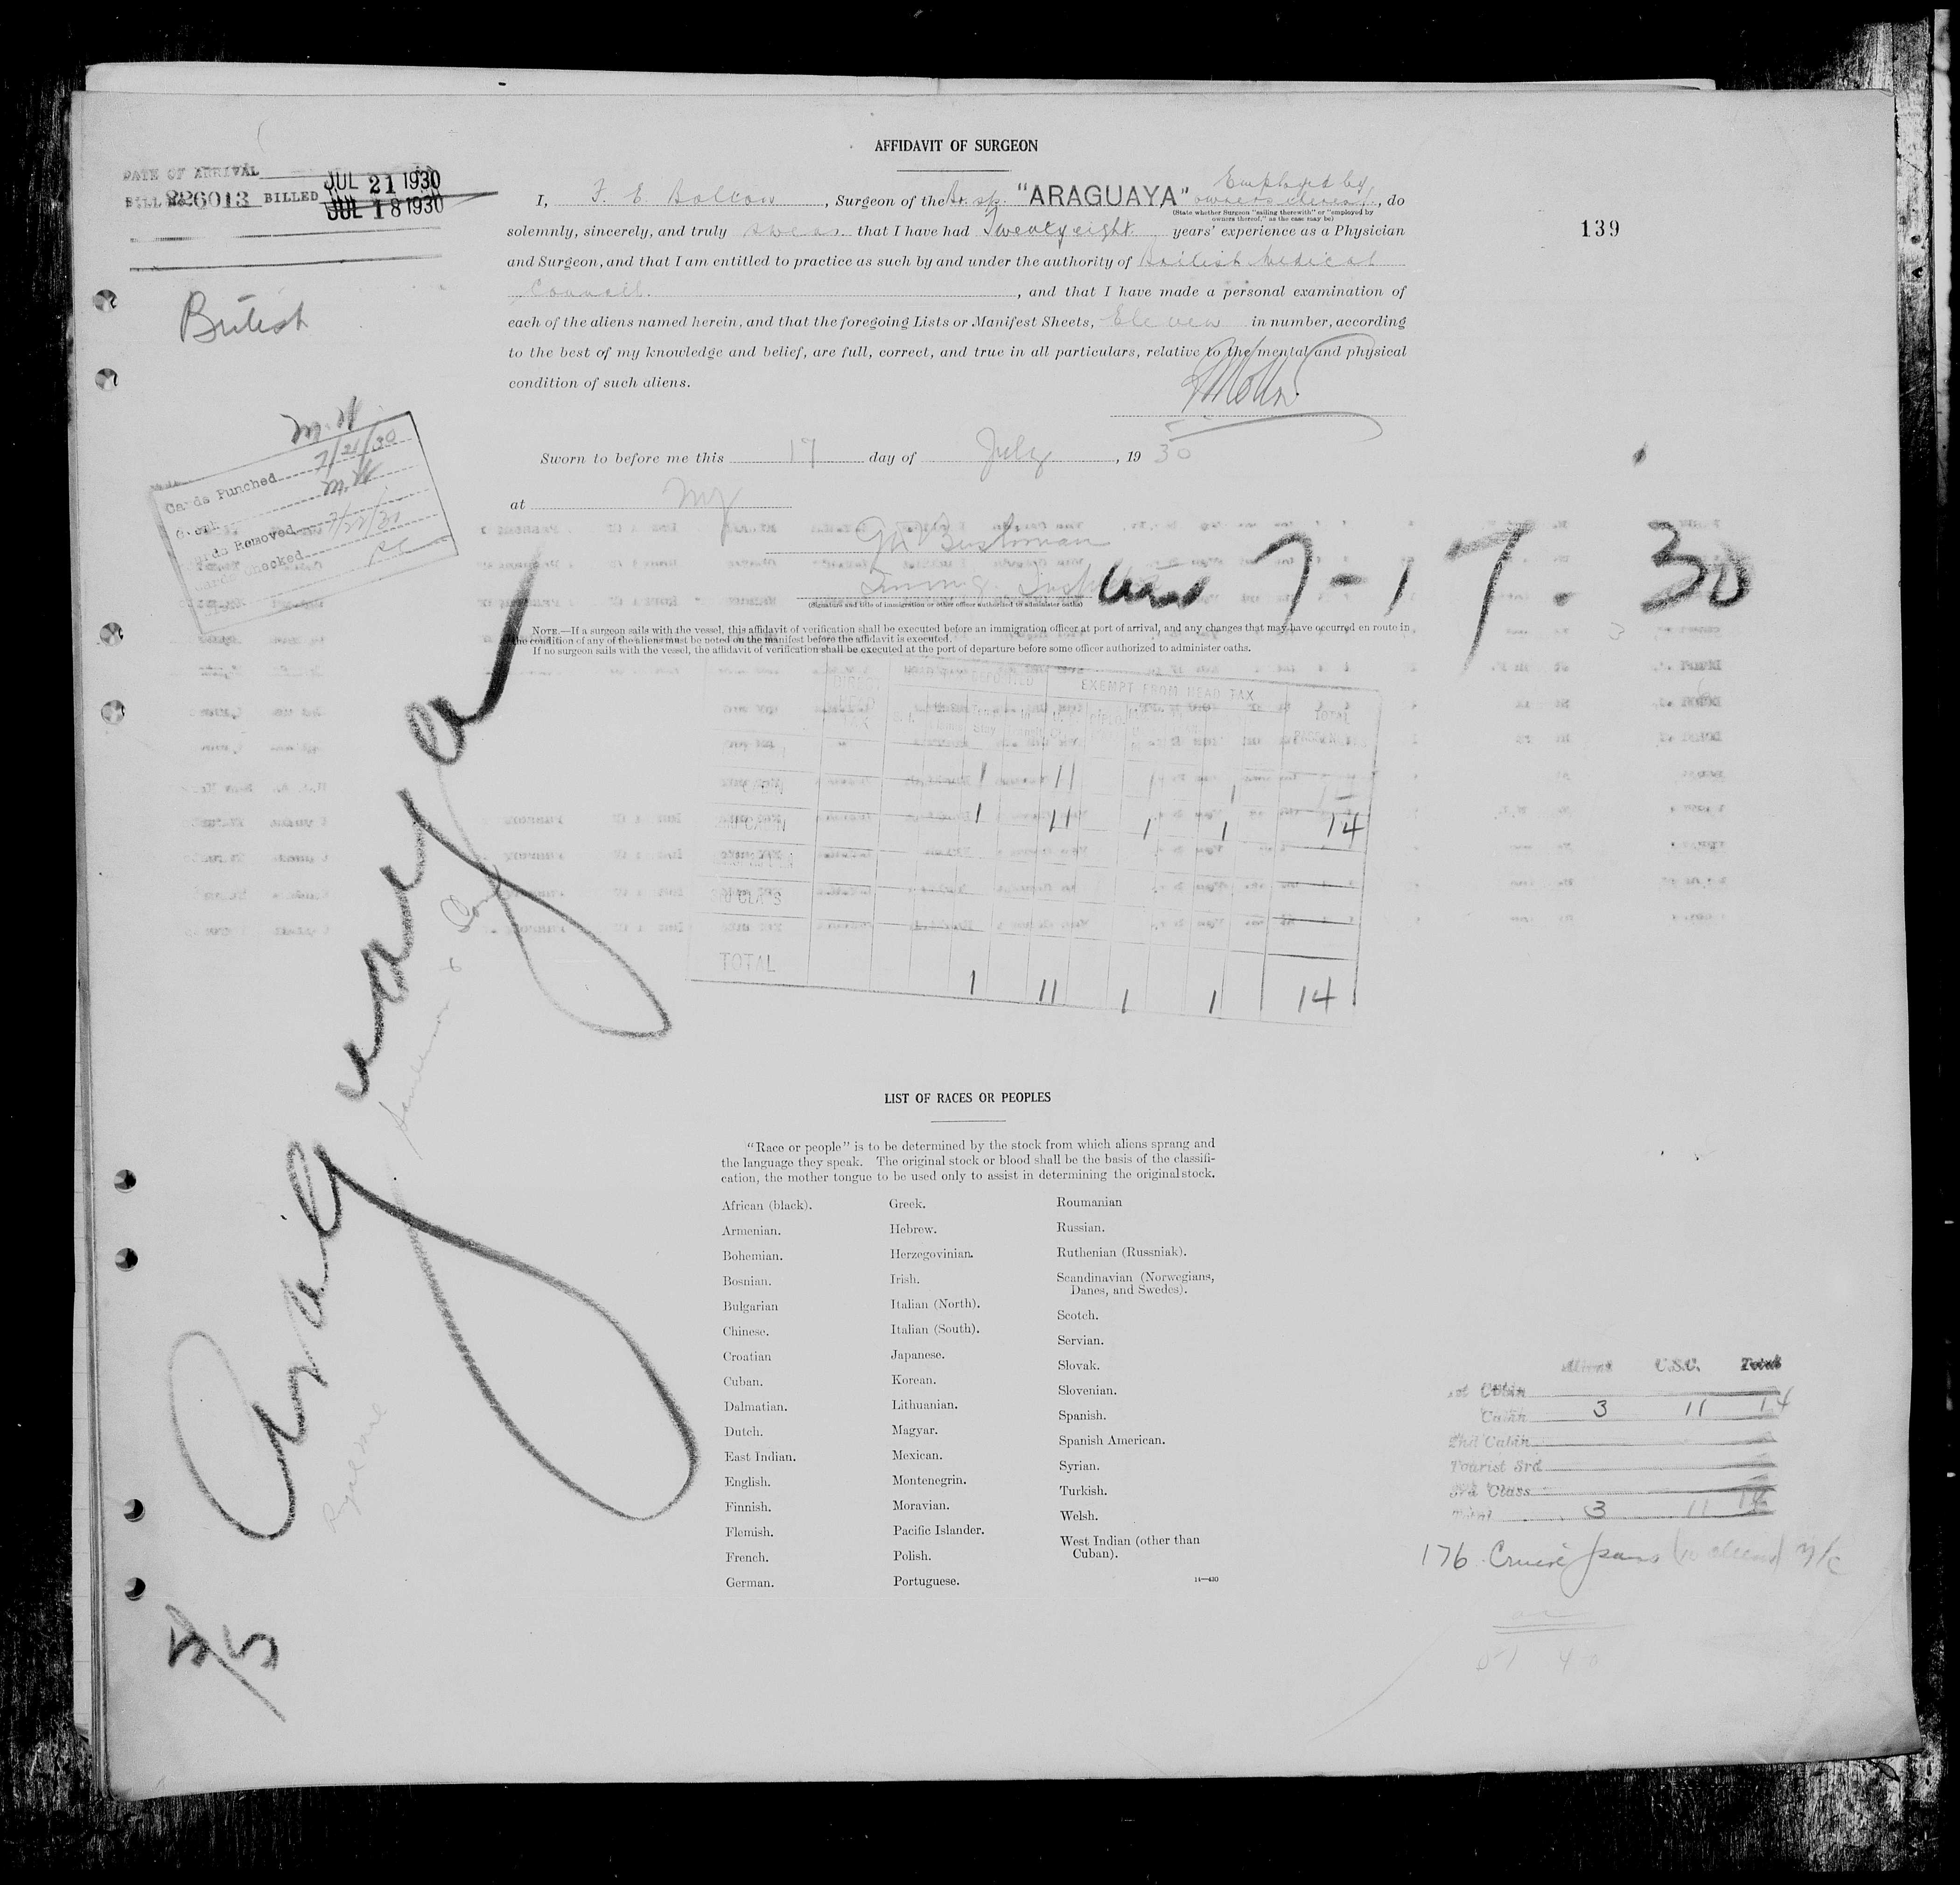 AFFIDAVIT OF SURGEON
DATE OF ARRIVAL
BILL No. 226013 BILLED JUL 21 1930
JUL 18 1930
British
139
I, F. E. Bolton, Surgeon of the Br. sp. "ARAGUAYA" Employed by owners thereof, do
(State whether Surgeon "sailing therewith" or "employed by
owners thereof," as the case may be)
solemnly, sincerely, and truly swear that I have had Twenty eight years' experience as a Physician
and Surgeon, and that I am entitled to practice as such by and under the authority of British Medical
Council., and that I have made a personal examination of
each of the aliens named herein, and that the foregoing Lists or Manifest Sheets, Eleven in number, according
to the best of my knowledge and belief, are full, correct, and true in all particulars, relative to the mental and physical
condition of such aliens.
Sworn to before me this 17 day of July, 19 30
at NY
Bushman
Immig.
(Signature and title of immigration or other officer authorized to administer oaths)
7-17.30
NOTE.—If a surgeon sails with the vessel, this affidavit of verification shall be executed before an immigration officer at port of arrival, and any changes that may have occurred en route in
the condition of any of the aliens must be noted on the manifest before the affidavit is executed.
If no surgeon sails with the vessel, the affidavit of verification shall be executed at the port of departure before some officer authorized to administer oaths.
Cards Punched 7/21/30
Cards Removed 7/22/30
Cards Checked
EXEMPT FROM HEAD TAX
TOTAL
1 11 1 1
2ND CABIN 1 11 1 1 14
3RD CLASS
TOTAL 1 11 1 1 14
Araguaya
Sanderson & Son
LIST OF RACES OR PEOPLES
"Race or people" is to be determined by the stock from which aliens sprang and
the language they speak. The original stock or blood shall be the basis of the classifi-
cation, the mother tongue to be used only to assist in determining the original stock.
African (black).
Armenian.
Bohemian.
Bosnian.
Bulgarian
Chinese.
Croatian
Cuban.
Dalmatian.
Dutch.
East Indian.
English.
Finnish.
Flemish.
French.
German.
Greek.
Hebrew.
Herzegovinian.
Irish.
Italian (North).
Italian (South).
Japanese.
Korean.
Lithuanian.
Magyar.
Mexican.
Montenegrin.
Moravian.
Pacific Islander.
Polish.
Portuguese.
Roumanian
Russian.
Ruthenian (Russniak).
Scandinavian (Norwegians,
Danes, and Swedes).
Scotch.
Servian.
Slovak.
Slovenian.
Spanish.
Spanish American.
Syrian.
Turkish.
Welsh.
West Indian (other than
Cuban).
14—430
Aliens U.S.C. Total
1st Cabin
Cabin 3 11 14
2nd Cabin
Tourist 3rd
3rd Class
Total 3 11 14
176 Cruise pass